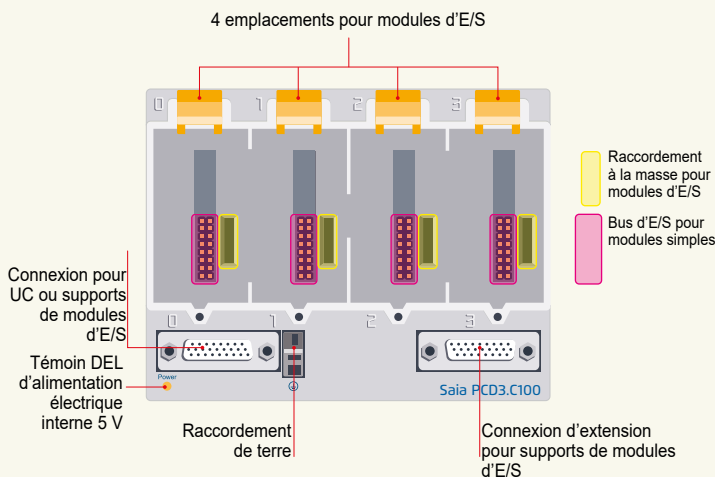 4 emplacements pour modules d'E/S
0 1 2 3
Raccordement
à la masse pour
modules d'E/S
Bus d'E/S pour
modules simples
Connexion pour
UC ou supports
de modules
d'E/S
0 1 2 3
Témoin DEL
d'alimentation
électrique
interne 5 V
Power
Saia PCD3.C100
Raccordement
de terre
Connexion d'extension
pour supports de modules
d'E/S